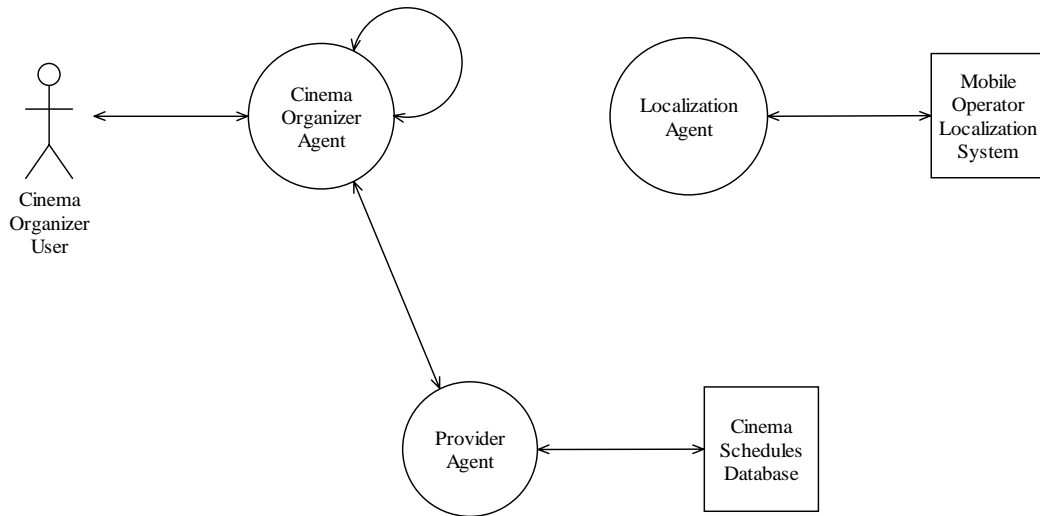 Cinema
Organizer
User
Cinema
Organizer
Agent
Localization
Agent
Mobile
Operator
Localization
System
Provider
Agent
Cinema
Schedules
Database